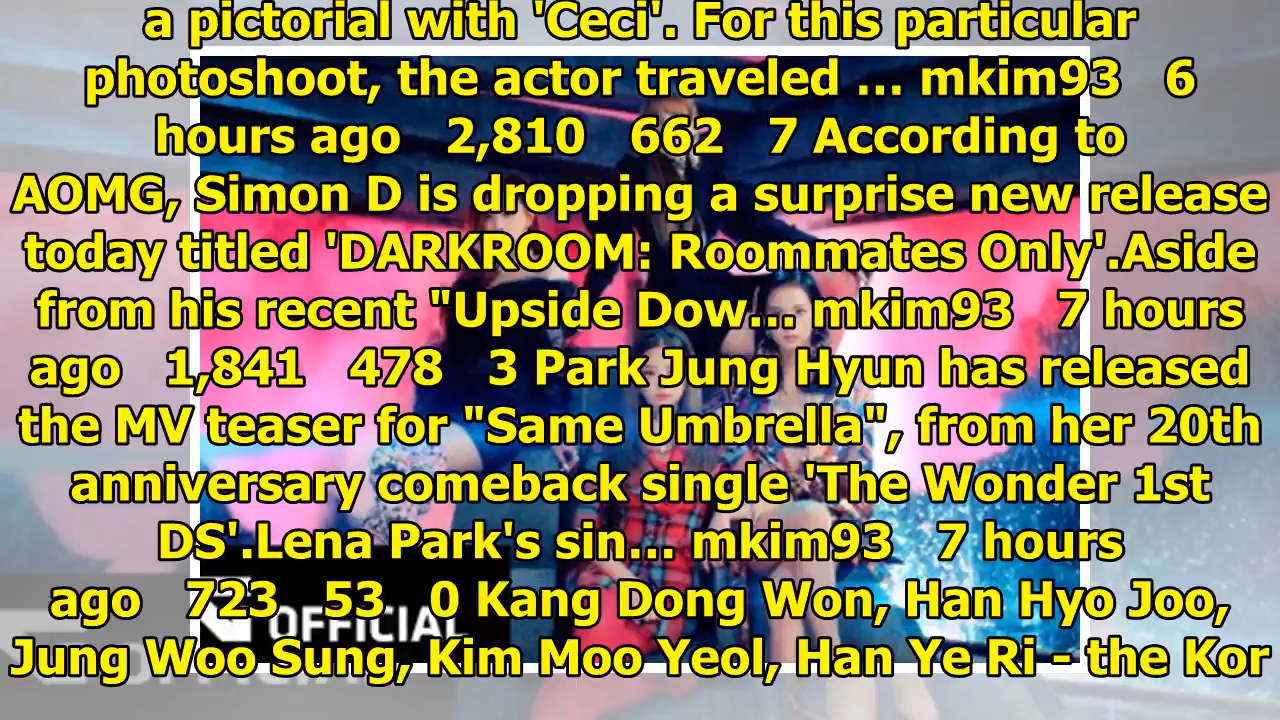 a pictorial with 'Ceci'. For this particular
photoshoot, the actor traveled ... mkim93 6
hours ago 2,810 662 7 According to
AOMG, Simon D is dropping a surprise new release
today titled 'DARKROOM: Roommates Only'.Aside
from his recent "Upside Dow... mkim93 7 hours
ago 1,841 478 3 Park Jung Hyun has released
the MV teaser for "Same Umbrella", from her 20th
anniversary comeback single 'The Wonder 1st
DS'.Lena Park's sin... mkim93 7 hours
ago 723 53 0 Kang Dong Won, Han Hyo Joo,
OFFICIAL
Jung Woo Sung, Kim Moo Yeol, Han Ye Ri - the Kor